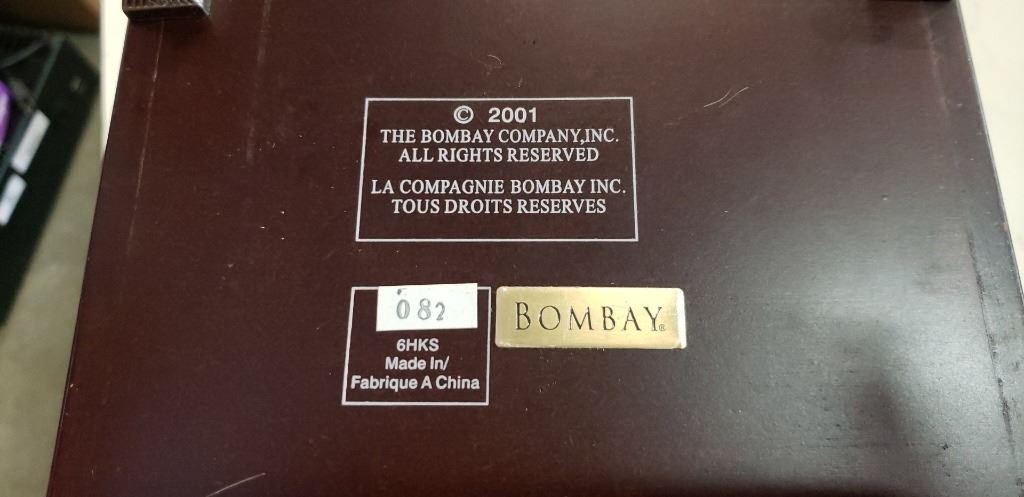 © 2001
THE BOMBAY COMPANY,INC.
ALL RIGHTS RESERVED
LA COMPAGNIE BOMBAY INC.
TOUS DROITS RESERVES
082
6HKS
Made In/
Fabrique A China
BOMBAY®